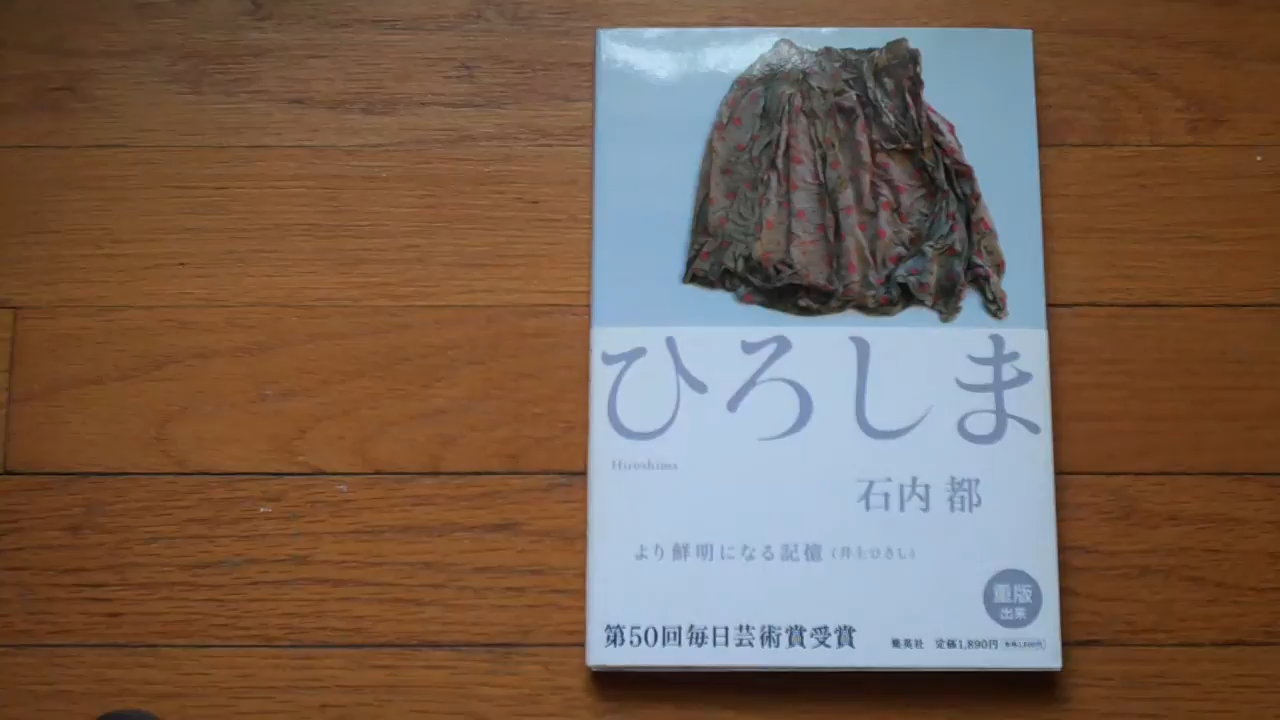 ひろしま
Hiroshima
石内 都
より鮮明になる記憶（井上ひさし）
重版
出来
第50回毎日芸術賞受賞
集英社 定価1,890円